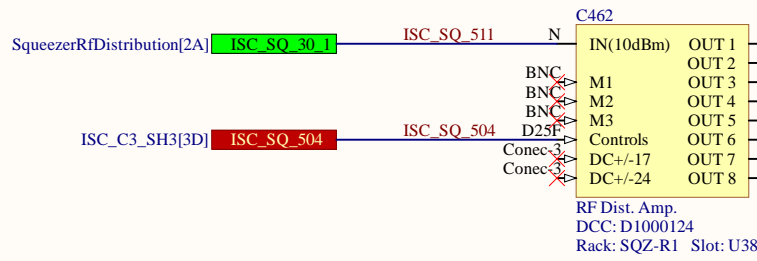 C462
SqueezerRfDistribution[2A] ISC_SQ_30_1 ISC_SQ_511 N IN(10dBm) OUT 1
OUT 2
BNC M1 OUT 3
BNC M2 OUT 4
BNC M3 OUT 5
ISC_C3_SH3[3D] ISC_SQ_504 ISC_SQ_504 D25F Controls OUT 6
Conec-3 DC+/-17 OUT 7
Conec-3 DC+/-24 OUT 8
RF Dist. Amp.
DCC: D1000124
Rack: SQZ-R1 Slot: U38